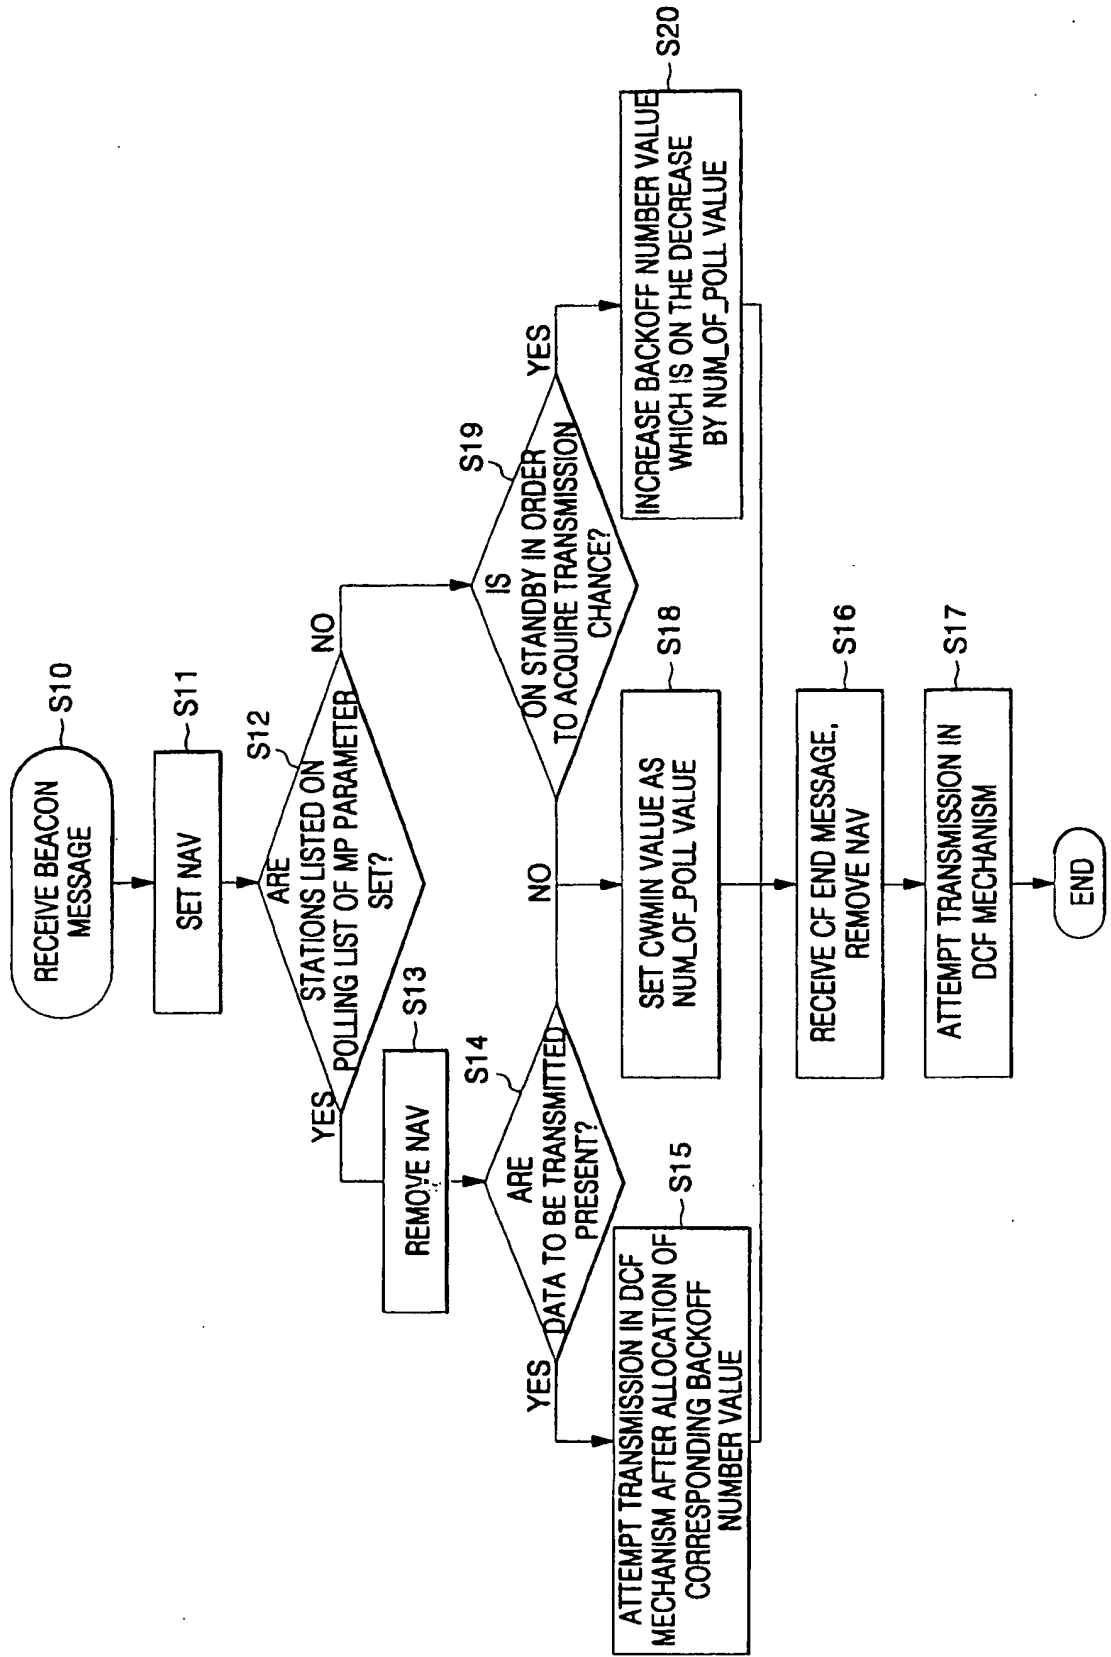 RECEIVE BEACON
MESSAGE
S10
SET NAV
S11
ARE
STATIONS LISTED ON
POLLING LIST OF MP PARAMETER
SET?
S12
YES
NO
REMOVE NAV
S13
ARE
DATA TO BE TRANSMITTED
PRESENT?
S14
YES
NO
IS
ON STANDBY IN ORDER
TO ACQUIRE TRANSMISSION
CHANCE?
S19
YES
ATTEMPT TRANSMISSION IN DCF
MECHANISM AFTER ALLOCATION OF
CORRESPONDING BACKOFF
NUMBER VALUE
S15
SET CWMIN VALUE AS
NUM_OF_POLL VALUE
S18
INCREASE BACKOFF NUMBER VALUE
WHICH IS ON THE DECREASE
BY NUM_OF_POLL VALUE
S20
RECEIVE CF END MESSAGE,
REMOVE NAV
S16
ATTEMPT TRANSMISSION IN
DCF MECHANISM
S17
END